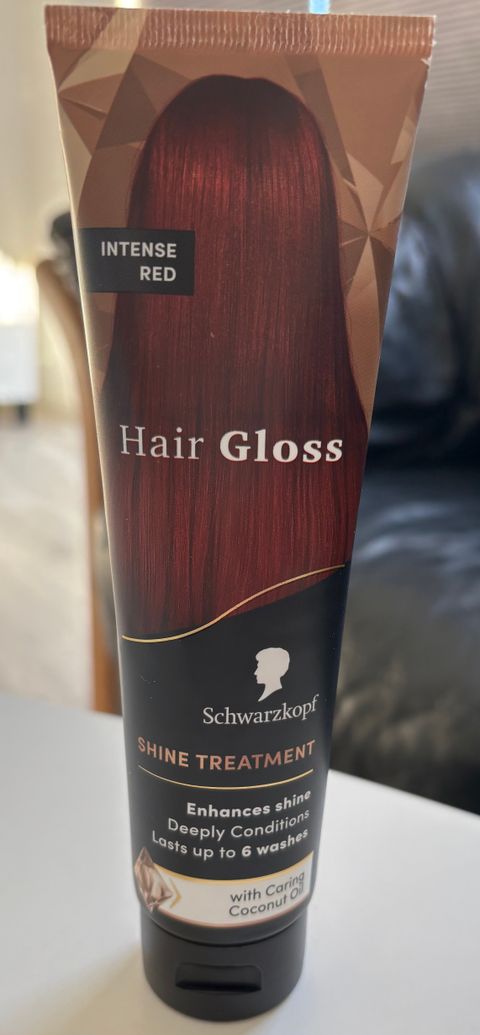 INTENSE
RED
Hair Gloss
Schwarzkopf
SHINE TREATMENT
Enhances shine
Deeply Conditions
Lasts up to 6 washes
with Caring
Coconut Oil